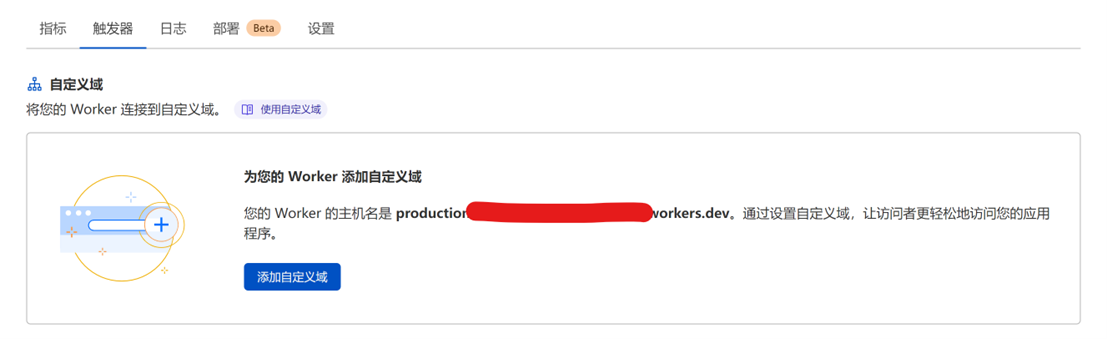 指标 触发器 日志 部署 Beta 设置
自定义域
将您的 Worker 连接到自定义域。 使用自定义域
为您的 Worker 添加自定义域
您的 Worker 的主机名是 production workers.dev。通过设置自定义域，让访问者更轻松地访问您的应用
程序。
添加自定义域